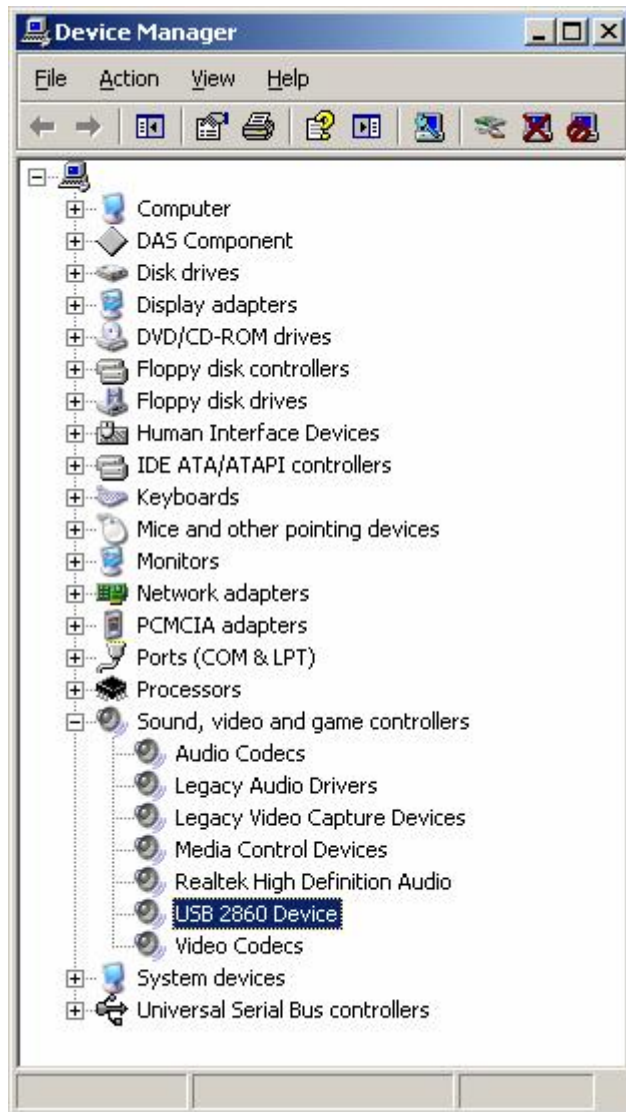 Device Manager
File Action View Help
Computer
DAS Component
Disk drives
Display adapters
DVD/CD-ROM drives
Floppy disk controllers
Floppy disk drives
Human Interface Devices
IDE ATA/ATAPI controllers
Keyboards
Mice and other pointing devices
Monitors
Network adapters
PCMCIA adapters
Ports (COM & LPT)
Processors
Sound, video and game controllers
Audio Codecs
Legacy Audio Drivers
Legacy Video Capture Devices
Media Control Devices
Realtek High Definition Audio
USB 2860 Device
Video Codecs
System devices
Universal Serial Bus controllers